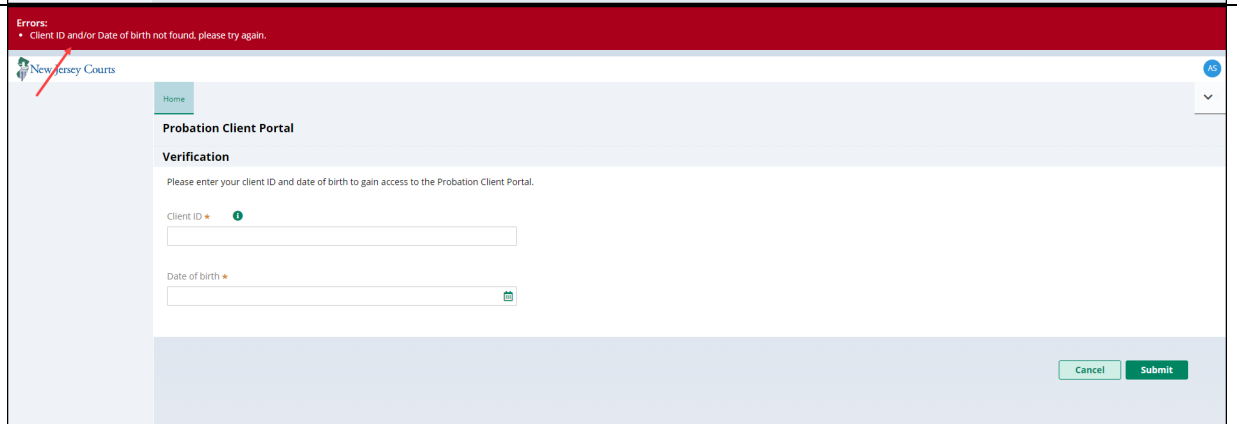 Errors:
• Client ID and/or Date of birth not found, please try again.
New Jersey Courts
AS
Home
Probation Client Portal
Verification
Please enter your client ID and date of birth to gain access to the Probation Client Portal.
Client ID ★ i
Date of birth ★
Cancel Submit